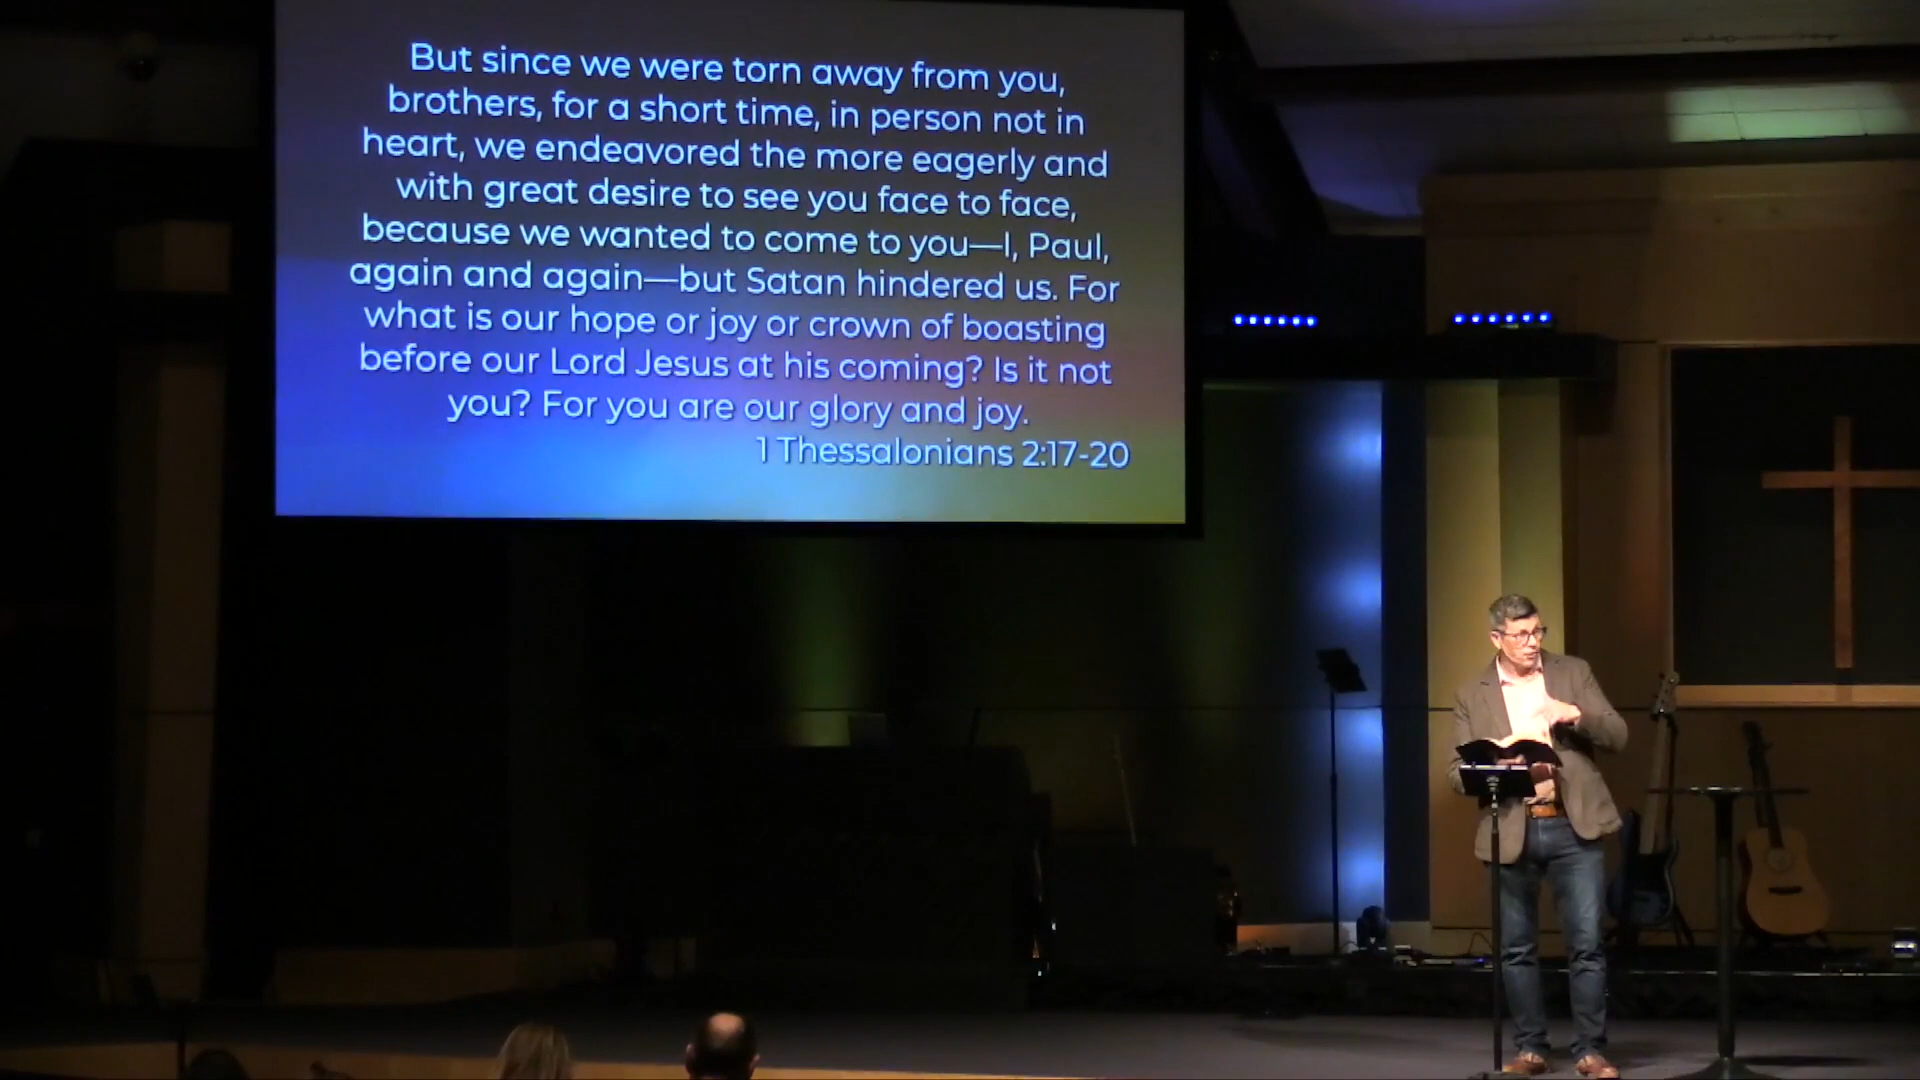 But since we were torn away from you,
brothers, for a short time, in person not in
heart, we endeavored the more eagerly and
with great desire to see you face to face,
because we wanted to come to you—I, Paul,
again and again—but Satan hindered us. For
what is our hope or joy or crown of boasting
before our Lord Jesus at his coming? Is it not
you? For you are our glory and joy.
1 Thessalonians 2:17-20